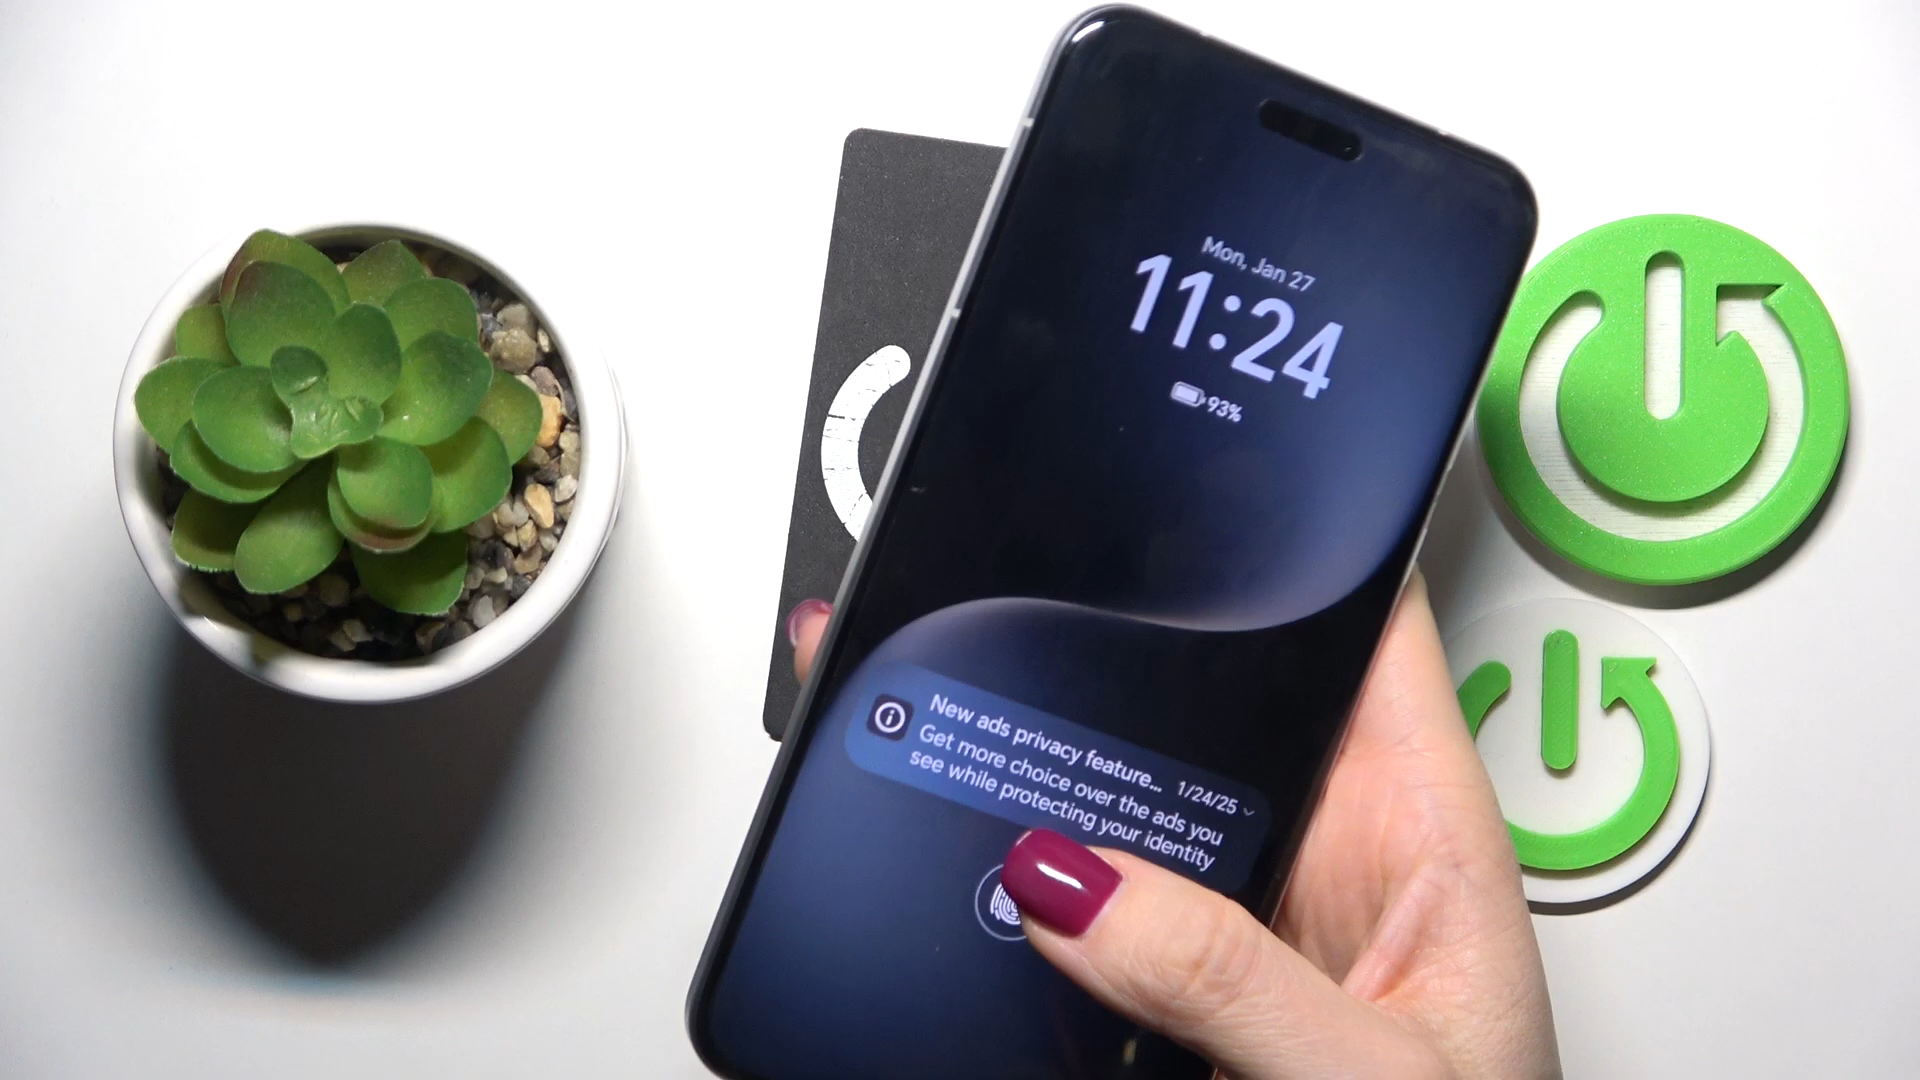 Mon, Jan 27
11:24
93%
New ads privacy feature... 1/24/25
Get more choice over the ads you
see while protecting your identity